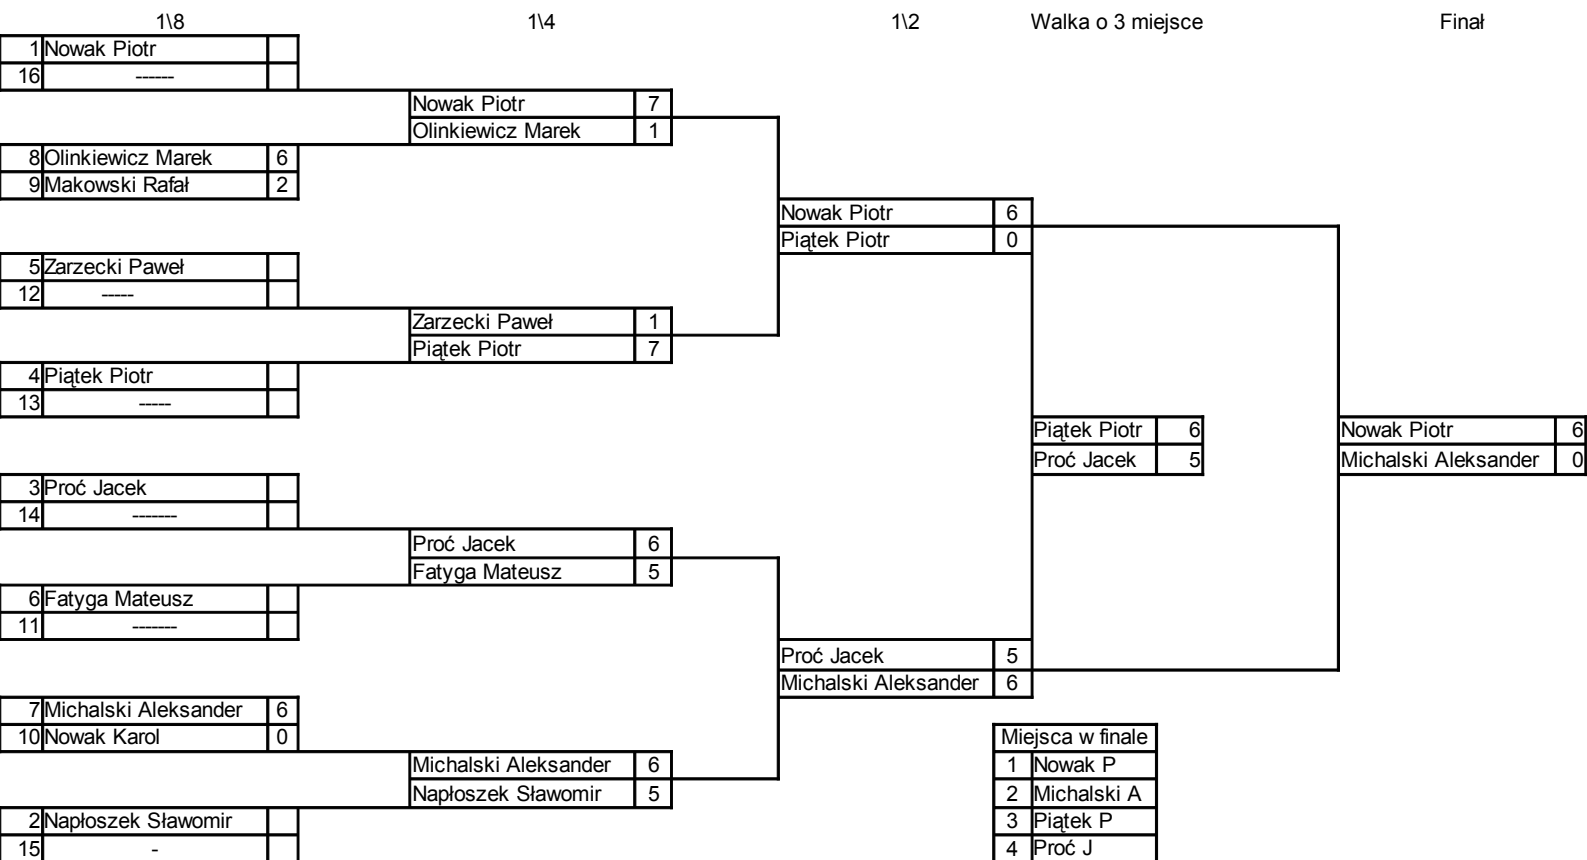 1\8 1\4 1\2 Walka o 3 miejsce Finał
1 Nowak Piotr
16 ------
Nowak Piotr 7
Olinkiewicz Marek 1
8 Olinkiewicz Marek 6
9 Makowski Rafał 2
Nowak Piotr 6
Piątek Piotr 0
5 Zarzecki Paweł
12 -----
Zarzecki Paweł 1
Piątek Piotr 7
4 Piątek Piotr
13 -----
Piątek Piotr 6 Nowak Piotr 6
Proć Jacek 5 Michalski Aleksander 0
3 Proć Jacek
14 -------
Proć Jacek 6
Fatyga Mateusz 5
6 Fatyga Mateusz
11 -------
Proć Jacek 5
Michalski Aleksander 6
7 Michalski Aleksander 6
10 Nowak Karol 0
Miejsca w finale
Michalski Aleksander 6 1 Nowak P
Napłoszek Sławomir 5 2 Michalski A
2 Napłoszek Sławomir 3 Piątek P
15 - 4 Proć J